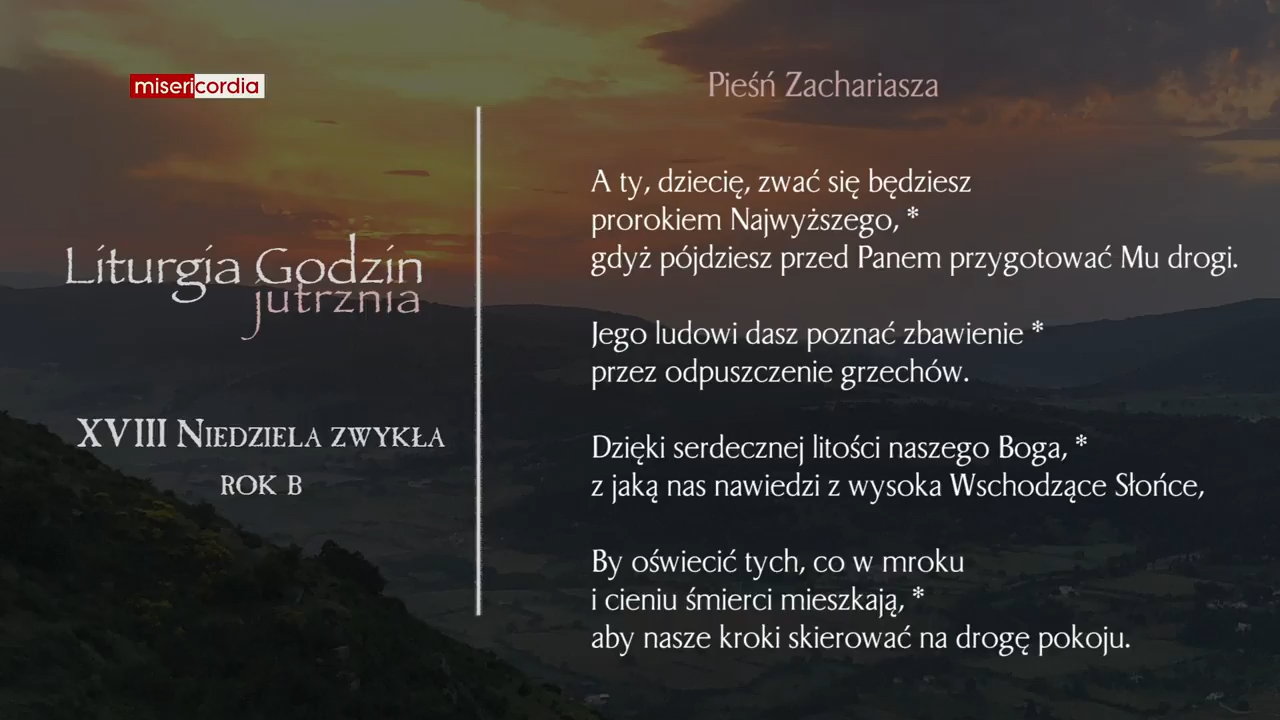 misericordia
Liturgia Godzin
jutrznia
XVIII Niedziela zwykła
rok B
Pieśń Zachariasza
A ty, dziecię, zwać się będziesz
prorokiem Najwyższego, *
gdyż pójdziesz przed Panem przygotować Mu drogi.
Jego ludowi dasz poznać zbawienie *
przez odpuszczenie grzechów.
Dzięki serdecznej litości naszego Boga, *
z jaką nas nawiedzi z wysoka Wschodzące Słońce,
By oświecić tych, co w mroku
i cieniu śmierci mieszkają, *
aby nasze kroki skierować na drogę pokoju.